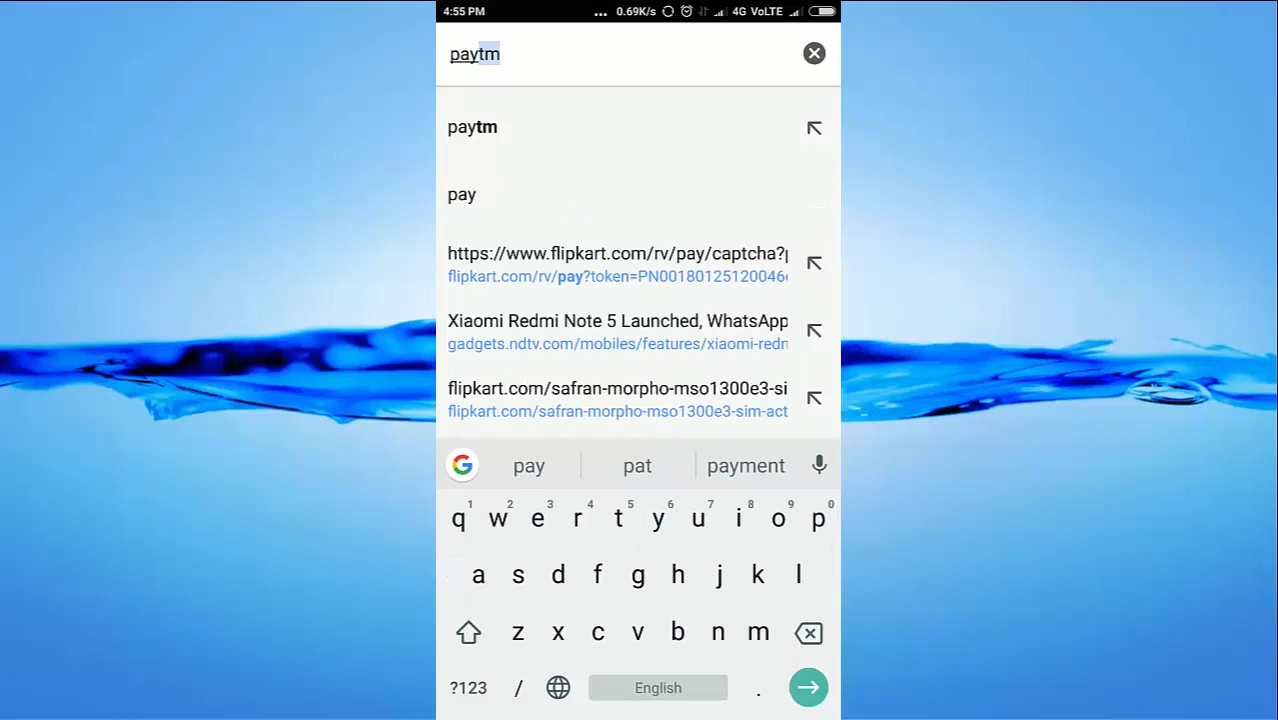 4:55 PM ... 0.69K/s 4G VoLTE
paytm
paytm
pay
https://www.flipkart.com/rv/pay/captcha?
flipkart.com/rv/pay?token=PN00180125120046
Xiaomi Redmi Note 5 Launched, WhatsApp
gadgets.ndtv.com/mobiles/features/xiaomi-redn
flipkart.com/safran-morpho-mso1300e3-si
flipkart.com/safran-morpho-mso1300e3-sim-act
G pay pat payment
1 2 3 4 5 6 7 8 9 0
q w e r t y u i o p
a s d f g h j k l
z x c v b n m
?123 / English .